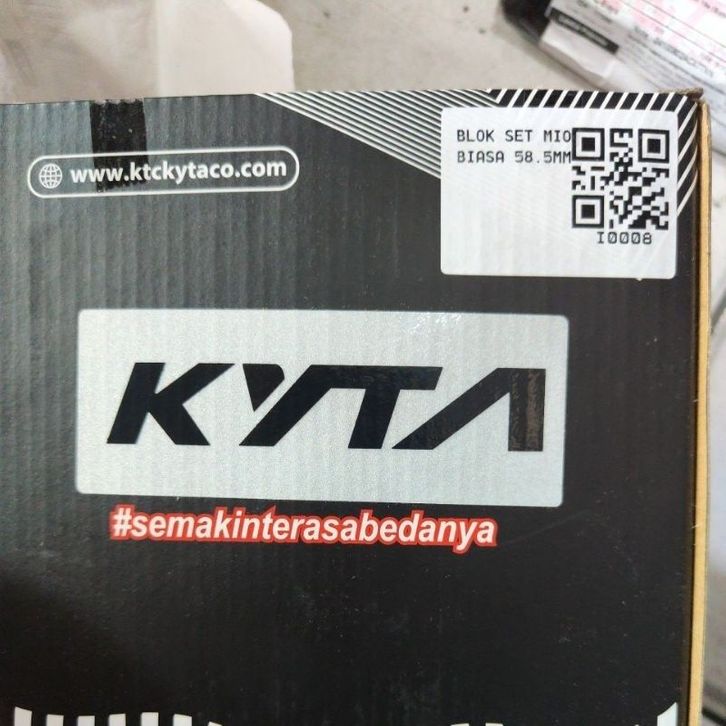 www.ktckytaco.com
BLOK SET MIO
BIASA 58.5MM
I0008
KYTA
#semakinterasabedanya